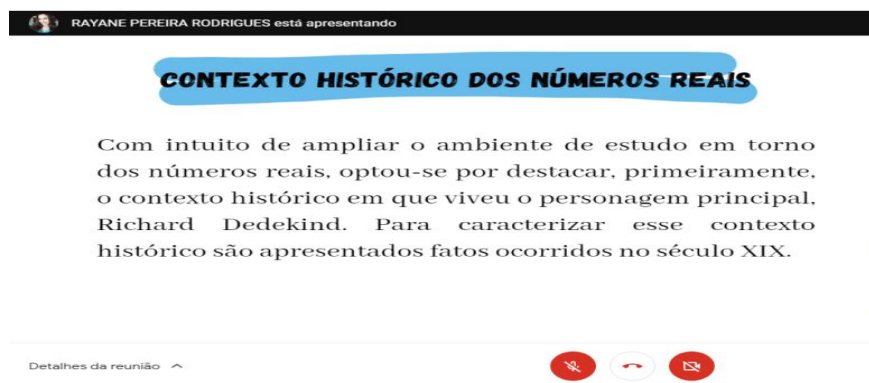 RAYANE PEREIRA RODRIGUES está apresentando
CONTEXTO HISTÓRICO DOS NÚMEROS REAIS
Com intuito de ampliar o ambiente de estudo em torno
dos números reais, optou-se por destacar, primeiramente,
o contexto histórico em que viveu o personagem principal,
Richard Dedekind. Para caracterizar esse contexto
histórico são apresentados fatos ocorridos no século XIX.
Detalhes da reunião